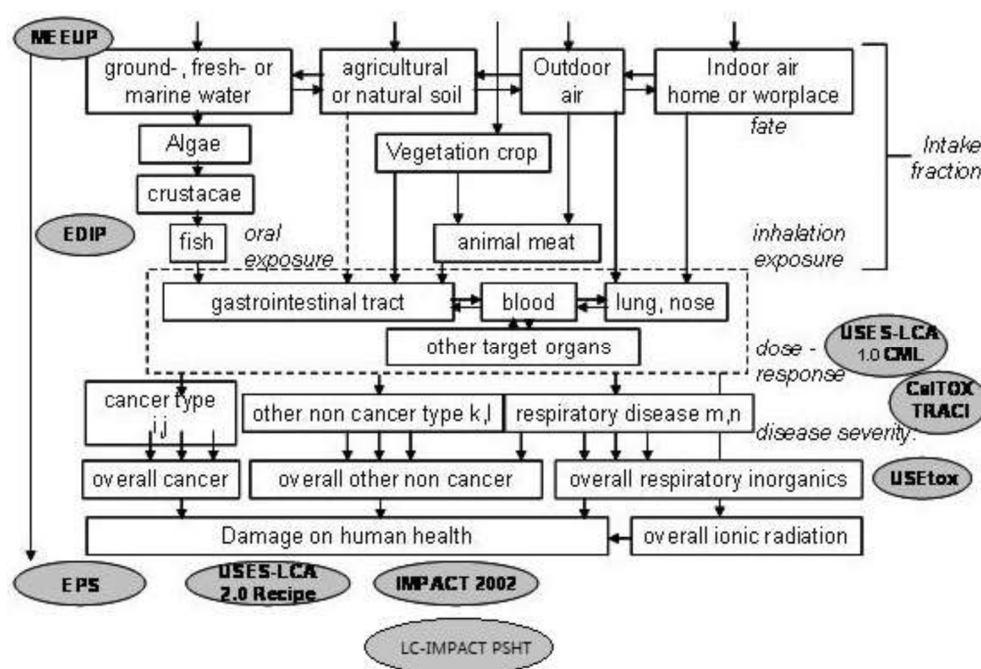 MEEUP
ground-, fresh- or
marine water
agricultural
or natural soil
Outdoor
air
Indoor air
home or worplace
fate
Algae
Vegetation crop
Intake
fraction
crustacae
EDIP
fish
oral
exposure
animal meat
inhalation
exposure
gastrointestinal tract
blood
lung, nose
other target organs
dose -
response
USES-LCA
1.0 CML
CalTOX
TRACI
cancer type
i,j
other non cancer type k,l
respiratory disease m,n
disease severity:
overall cancer
overall other non cancer
overall respiratory inorganics
USEtox
Damage on human health
overall ionic radiation
EPS
USES-LCA
2.0 Recipe
IMPACT 2002
LC-IMPACT PSHT